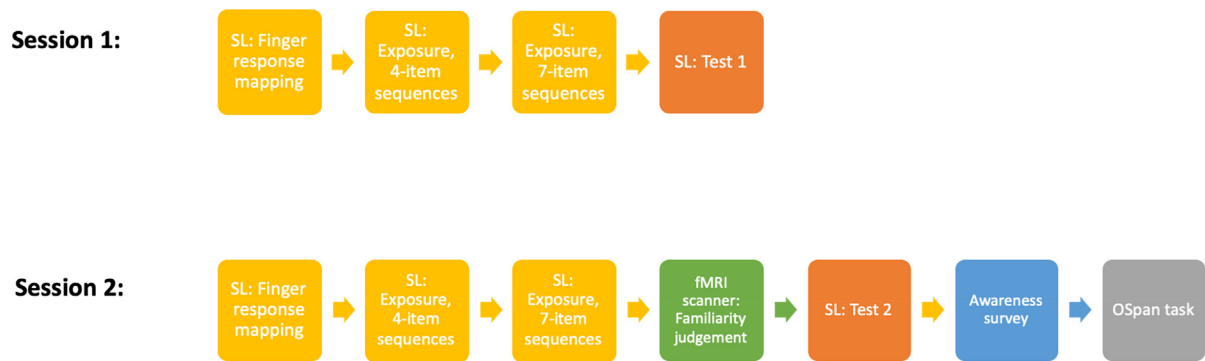 Session 1:
SL: Finger
response
mapping
SL:
Exposure,
4-item
sequences
SL:
Exposure,
7-item
sequences
SL: Test 1
Session 2:
SL: Finger
response
mapping
SL:
Exposure,
4-item
sequences
SL:
Exposure,
7-item
sequences
fMRI
scanner:
Familiarity
judgement
SL: Test 2
Awareness
survey
OSpan task